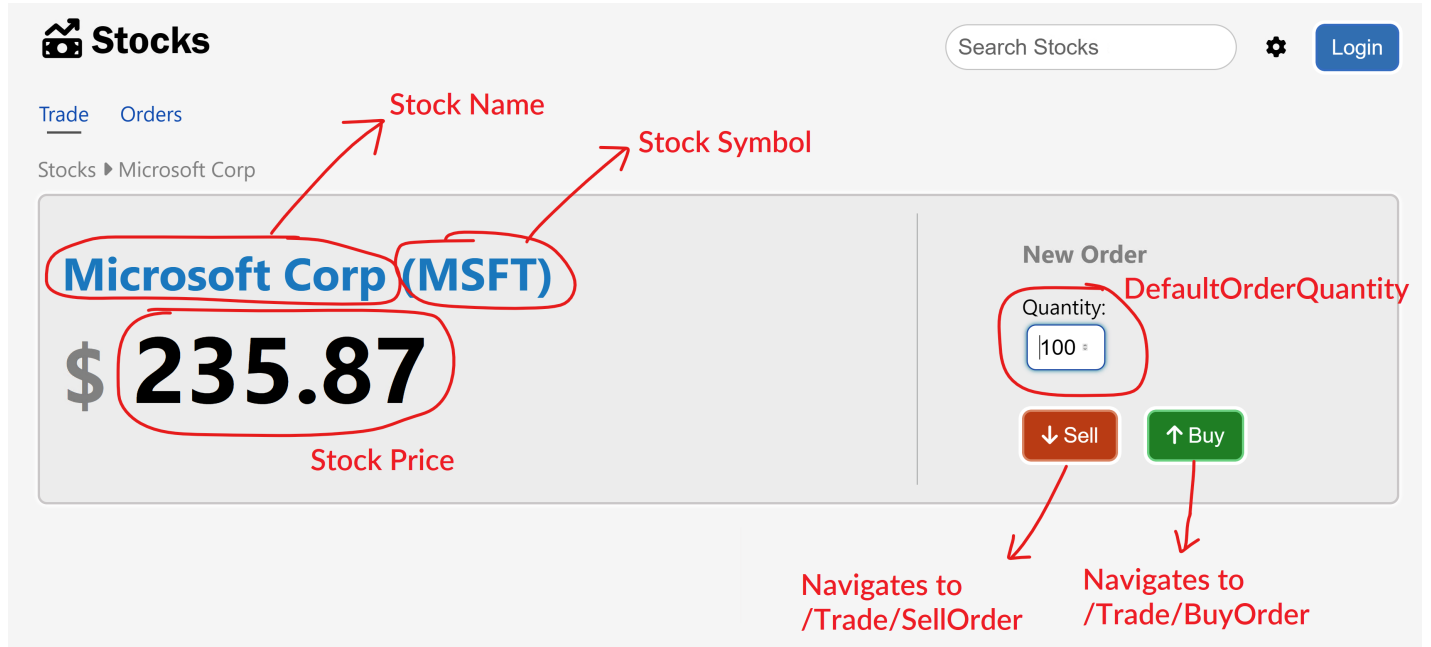 Stocks
Search Stocks
Login
Trade
Orders
Stock Name
Stock Symbol
Stocks Microsoft Corp
Microsoft Corp (MSFT)
$ 235.87
Stock Price
New Order
DefaultOrderQuantity
Quantity:
100
Sell
Buy
Navigates to
/Trade/SellOrder
Navigates to
/Trade/BuyOrder